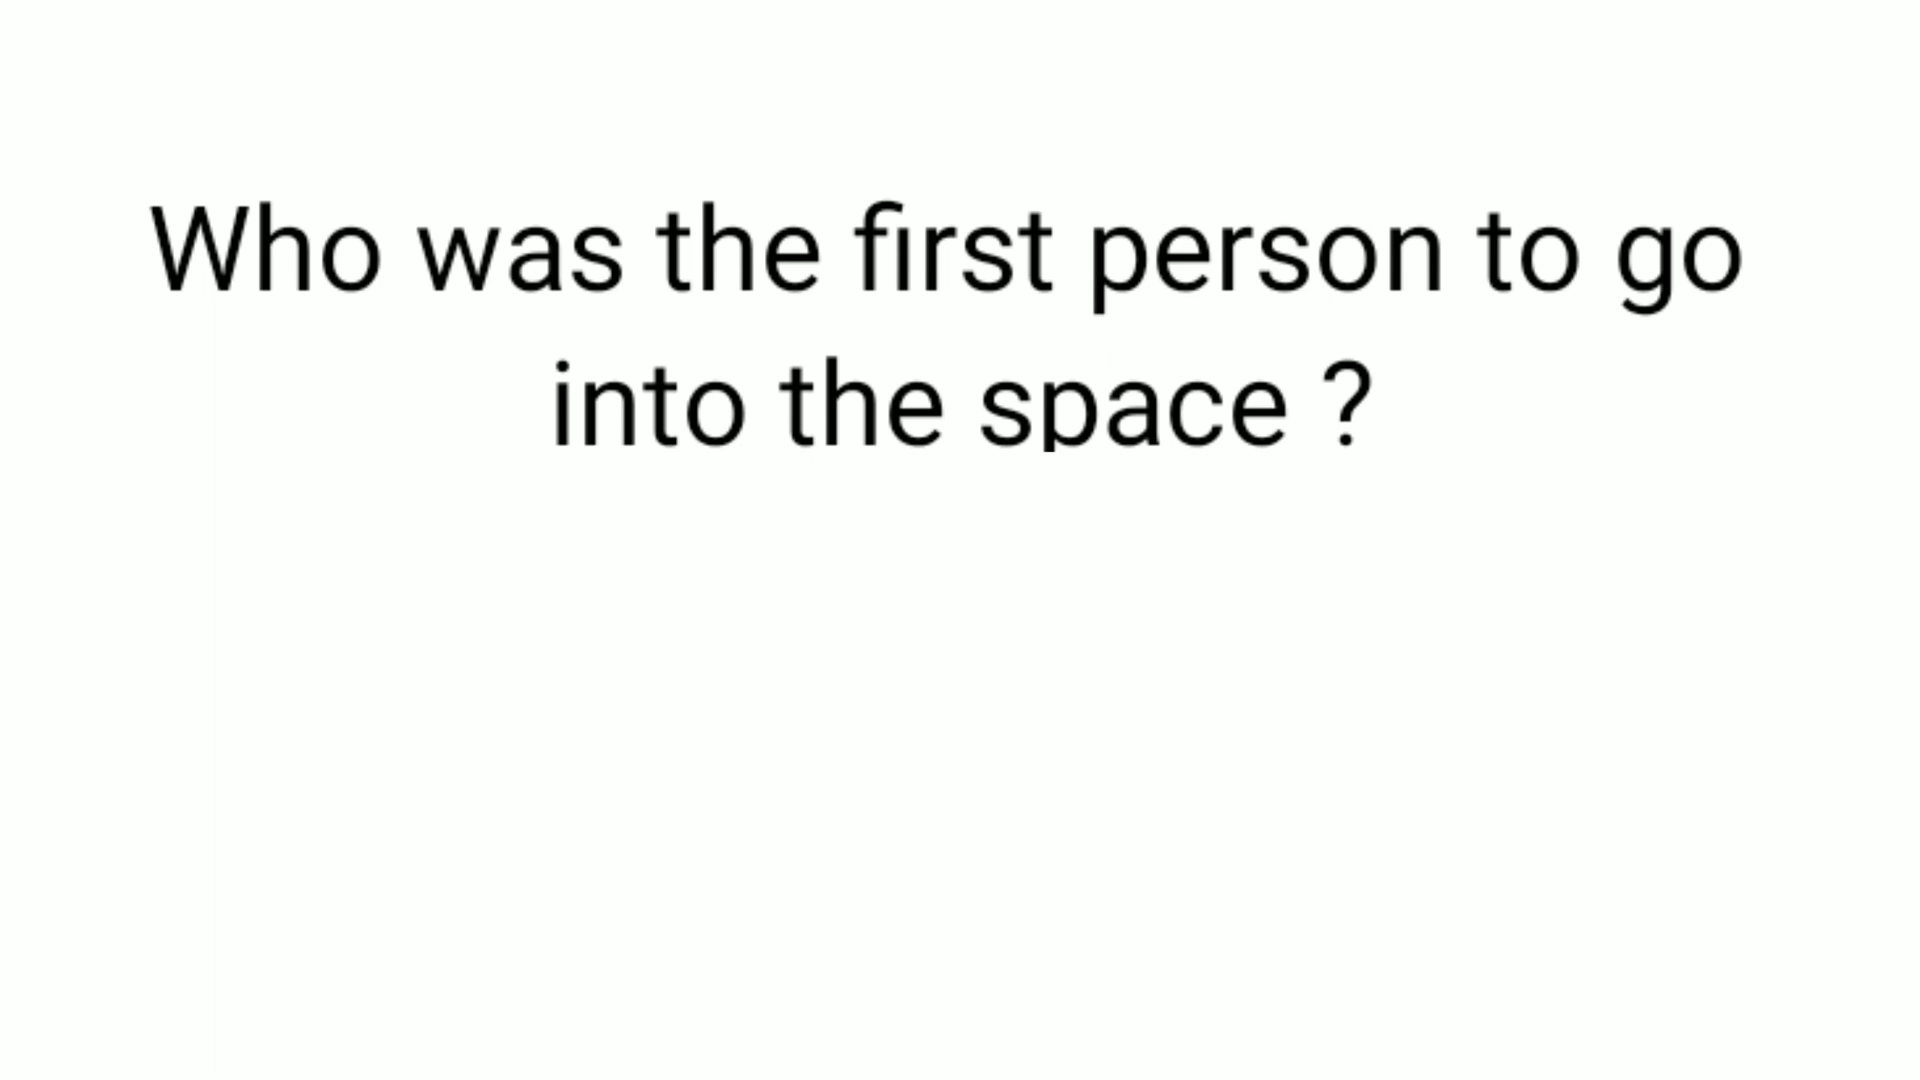 Who was the first person to go
into the space ?